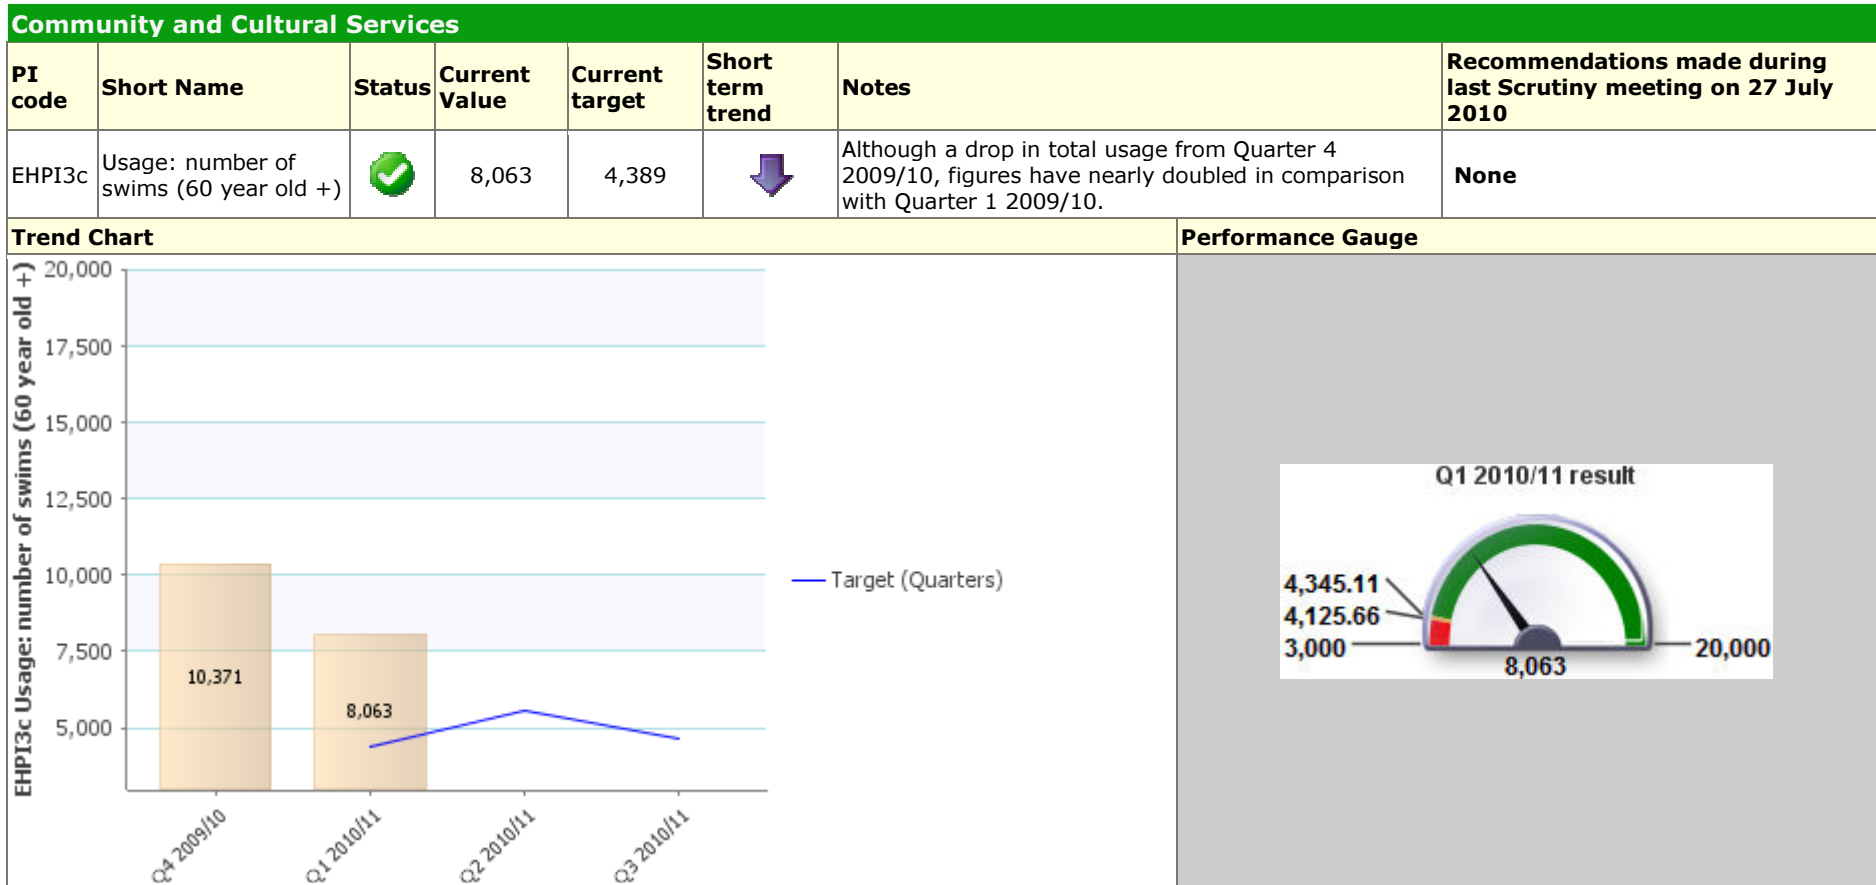 Community and Cultural Services
PI code
Short Name
Status
Current Value
Current target
Short term trend
Notes
Recommendations made during last Scrutiny meeting on 27 July 2010
EHPI3c
Usage: number of swims (60 year old +)
8,063
4,389
Although a drop in total usage from Quarter 4
2009/10, figures have nearly doubled in comparison
with Quarter 1 2009/10.
None
Trend Chart
Performance Gauge
EHPI3c Usage: number of swims (60 year old +)
20,000
17,500
15,000
12,500
10,000
7,500
5,000
10,371
8,063
Q4 2009/10
Q1 2010/11
Q2 2010/11
Q3 2010/11
Target (Quarters)
Q1 2010/11 result
4,345.11
4,125.66
3,000
20,000
8,063